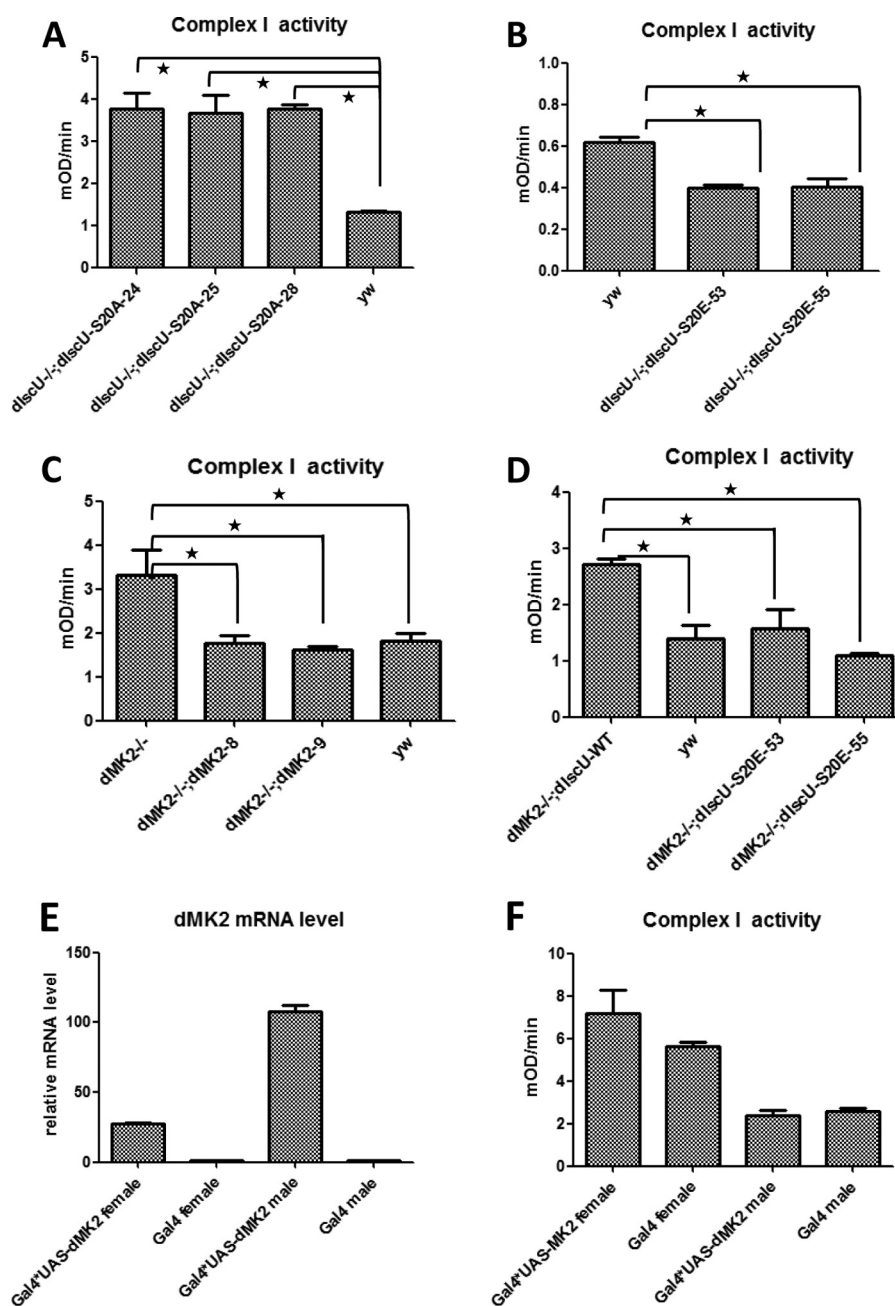 A
Complex I activity
mOD/min
5
4
3
2
1
0
★
★
★
dIscU-/-;dIscU-S20A-24
dIscU-/-;dIscU-S20A-25
dIscU-/-;dIscU-S20A-28
yw
B
Complex I activity
mOD/min
1.0
0.8
0.6
0.4
0.2
0.0
★
★
yw
dIscU-/-;dIscU-S20E-53
dIscU-/-;dIscU-S20E-55
C
Complex I activity
mOD/min
5
4
3
2
1
0
★
★
★
dMK2-/-
dMK2-/-;dMK2-8
dMK2-/-;dMK2-9
yw
D
Complex I activity
mOD/min
4
3
2
1
0
★
★
★
dMK2-/-;dIscU-WT
yw
dMK2-/-;dIscU-S20E-53
dMK2-/-;dIscU-S20E-55
E
dMK2 mRNA level
relative mRNA level
150
100
50
0
Gal4*UAS-dMK2 female
Gal4 female
Gal4*UAS-dMK2 male
Gal4 male
F
Complex I activity
mOD/min
10
8
6
4
2
0
Gal4*UAS-MK2 female
Gal4 female
Gal4*UAS-dMK2 male
Gal4 male